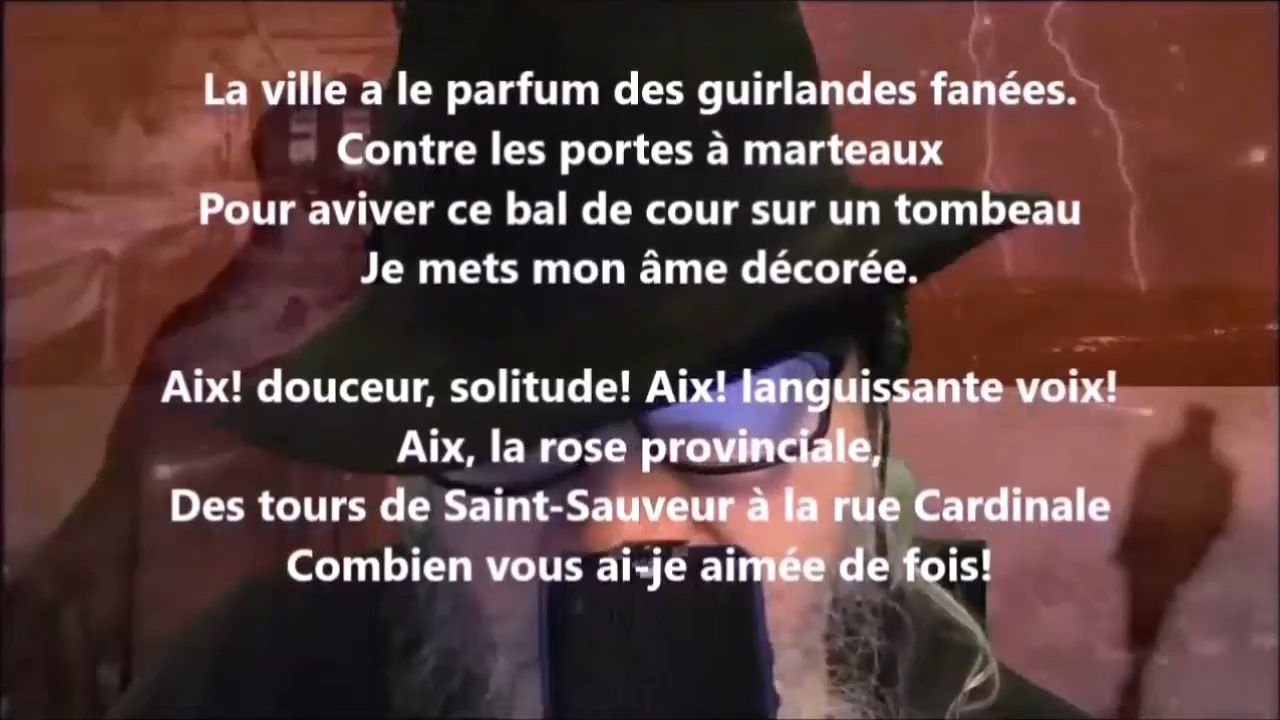 La ville a le parfum des guirlandes fanées.
Contre les portes à marteaux
Pour aviver ce bal de cour sur un tombeau
Je mets mon âme décorée.
Aix! douceur, solitude! Aix! languissante voix!
Aix, la rose provinciale,
Des tours de Saint-Sauveur à la rue Cardinale
Combien vous ai-je aimée de fois!